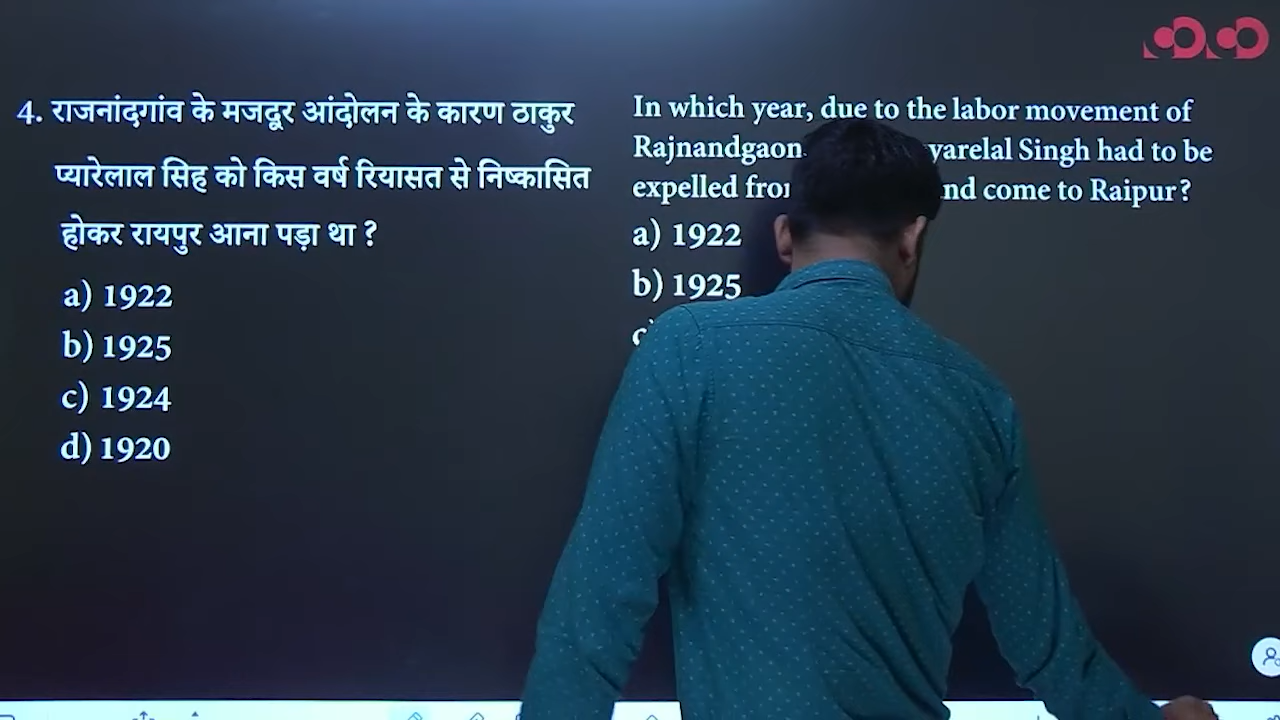 4. राजनांदगांव के मजदूर आंदोलन के कारण ठाकुर
प्यारेलाल सिह को किस वर्ष रियासत से निष्कासित
होकर रायपुर आना पड़ा था ?
a) 1922
b) 1925
c) 1924
d) 1920
In which year, due to the labor movement of
Rajnandgaon yarelal Singh had to be
expelled come to Raipur?
a) 1922
b) 1925